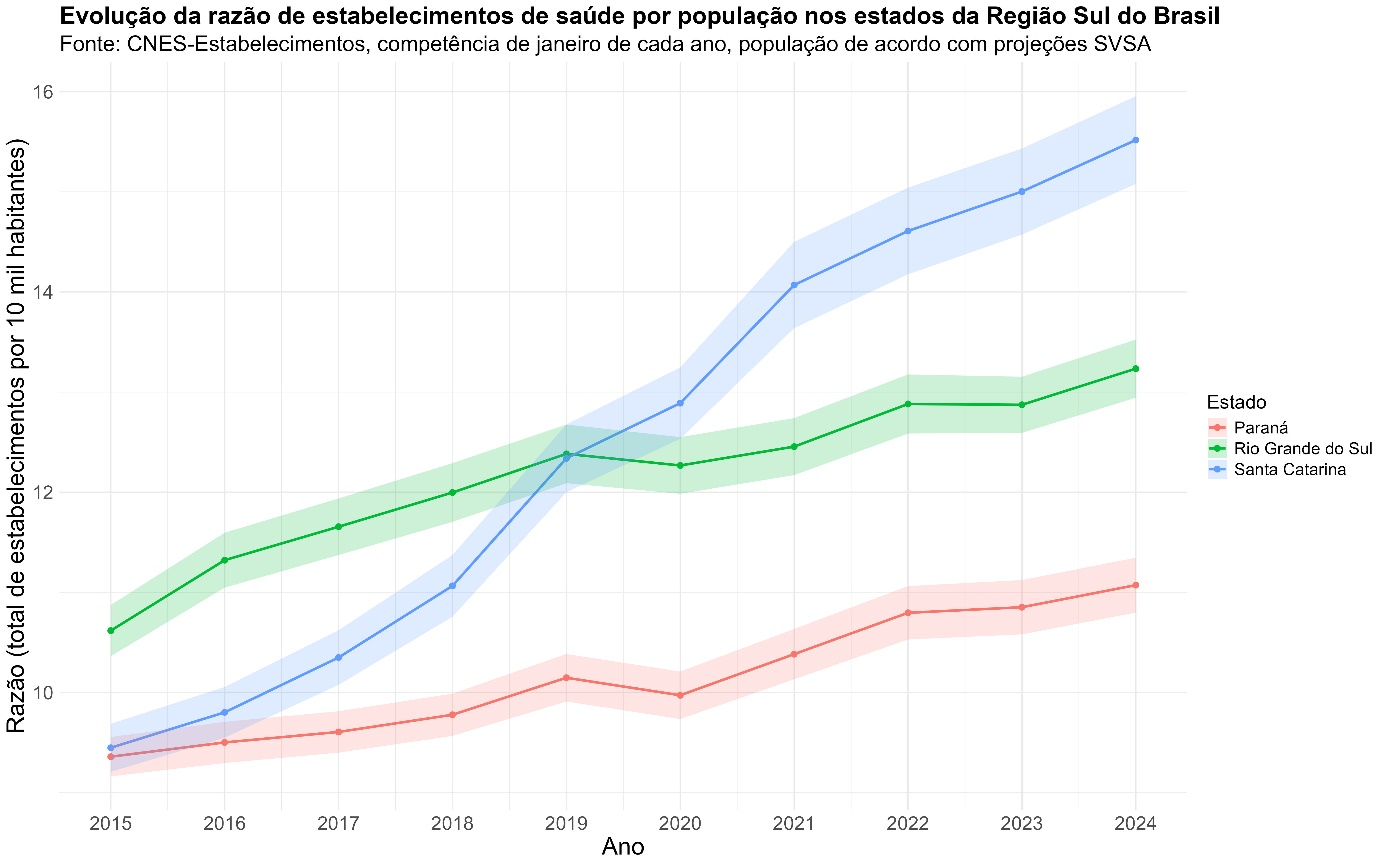 Evolução da razão de estabelecimentos de saúde por população nos estados da Região Sul do Brasil
Fonte: CNES-Estabelecimentos, competência de janeiro de cada ano, população de acordo com projeções SVSA
Razão (total de estabelecimentos por 10 mil habitantes)
16
14
12
10
2015 2016 2017 2018 2019 2020 2021 2022 2023 2024
Ano
Estado
Paraná
Rio Grande do Sul
Santa Catarina